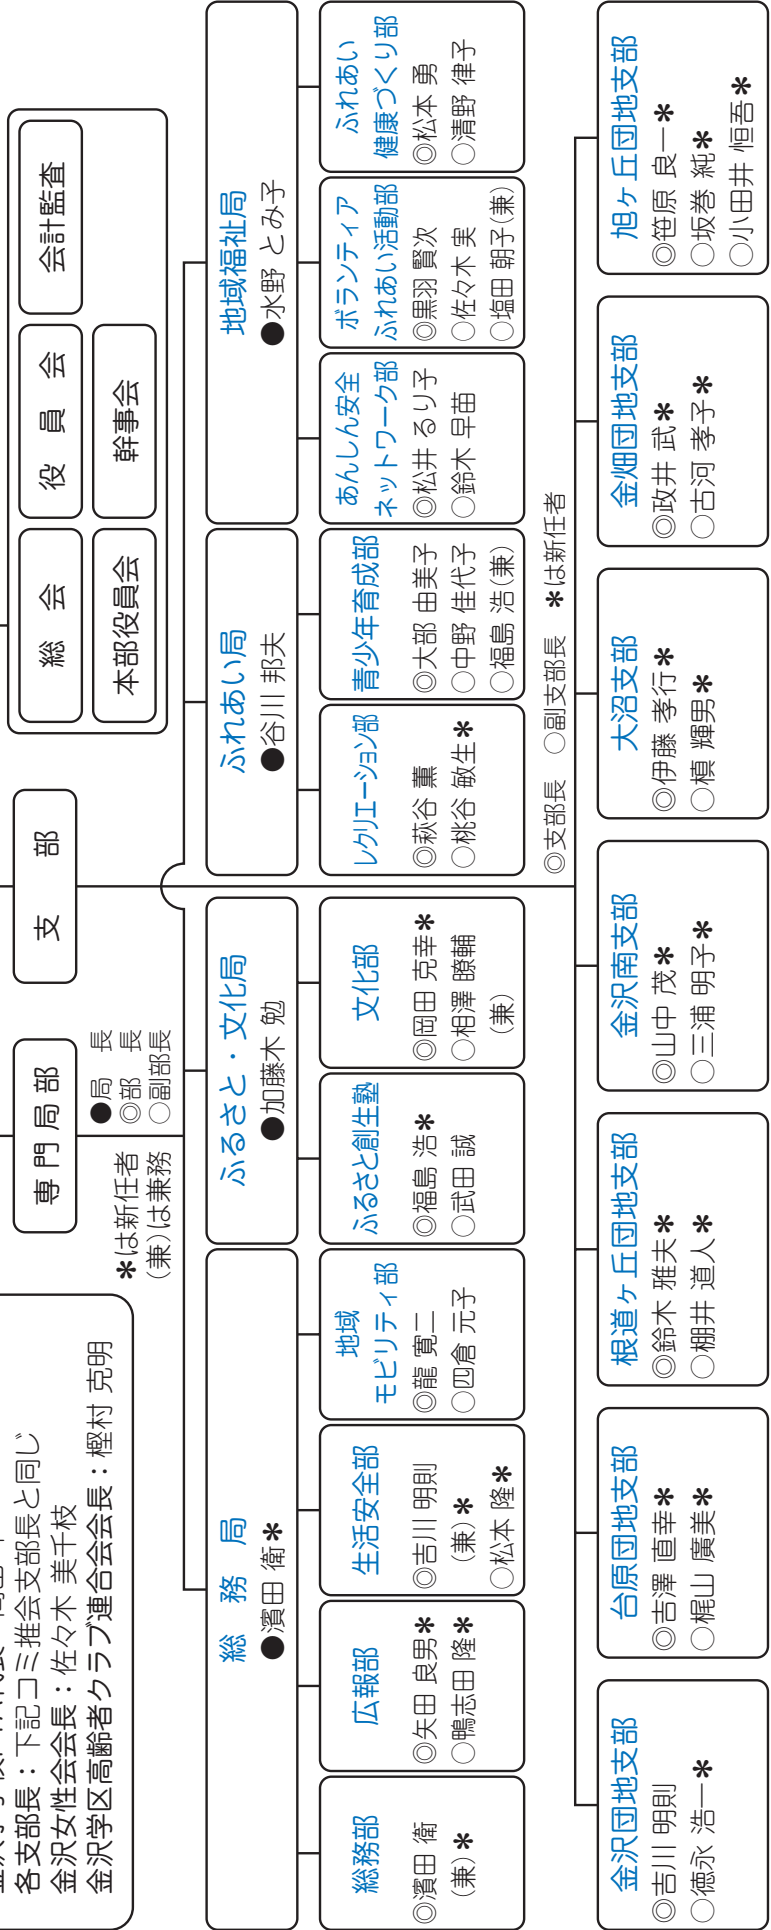 各支部長：下記コミ推会支部長と同じ
金沢女性会会長：佐々木 美千枝
金沢学区高齢者クラブ連合会会長：樫村 克明
専門局部
支 部
総 会
役 員 会
会計監査
本部役員会
幹事会
●局 長
◎部 長
○副部長
＊は新任者
(兼)は兼務
総 務 局
●濱田 衛＊
ふるさと・文化局
●加藤木 勉
ふれあい局
●谷川 邦夫
地域福祉局
●水野 とみ子
総務部
◎濱田 衛
(兼)＊
広報部
◎矢田 良男＊
○鴨志田 隆＊
生活安全部
◎吉川 明則
(兼)＊
○松本 隆＊
地域
モビリティ部
◎龍 寛二
○四倉 元子
ふるさと創生塾
◎福島 浩＊
○武田 誠
文化部
◎岡田 克幸＊
○相澤 瞭輔
(兼)
レクリエーション部
◎萩谷 薫
○桃谷 敏生＊
青少年育成部
◎大部 由美子
○中野 佳代子
○福島 浩(兼)
あんしん安全
ネットワーク部
◎松井 るり子
○鈴木 早苗
ボランティア
ふれあい活動部
◎黒羽 賢次
○佐々木 実
○塩田 朝子(兼)
ふれあい
健康づくり部
◎松本 勇
○清野 律子
◎支部長 ○副支部長 ＊は新任者
金沢団地支部
◎吉川 明則
○徳永 浩一＊
台原団地支部
◎吉澤 直幸＊
○梶山 廣美＊
根道ヶ丘団地支部
◎鈴木 雅夫＊
○棚井 道人＊
金沢南支部
◎山中 茂＊
○三浦 明子＊
大沼支部
◎伊藤 孝行＊
○槙 輝男＊
金畑団地支部
◎政井 武＊
○古河 孝子＊
旭ヶ丘団地支部
◎笹原 良一＊
○坂巻 純＊
○小田井 恒吾＊